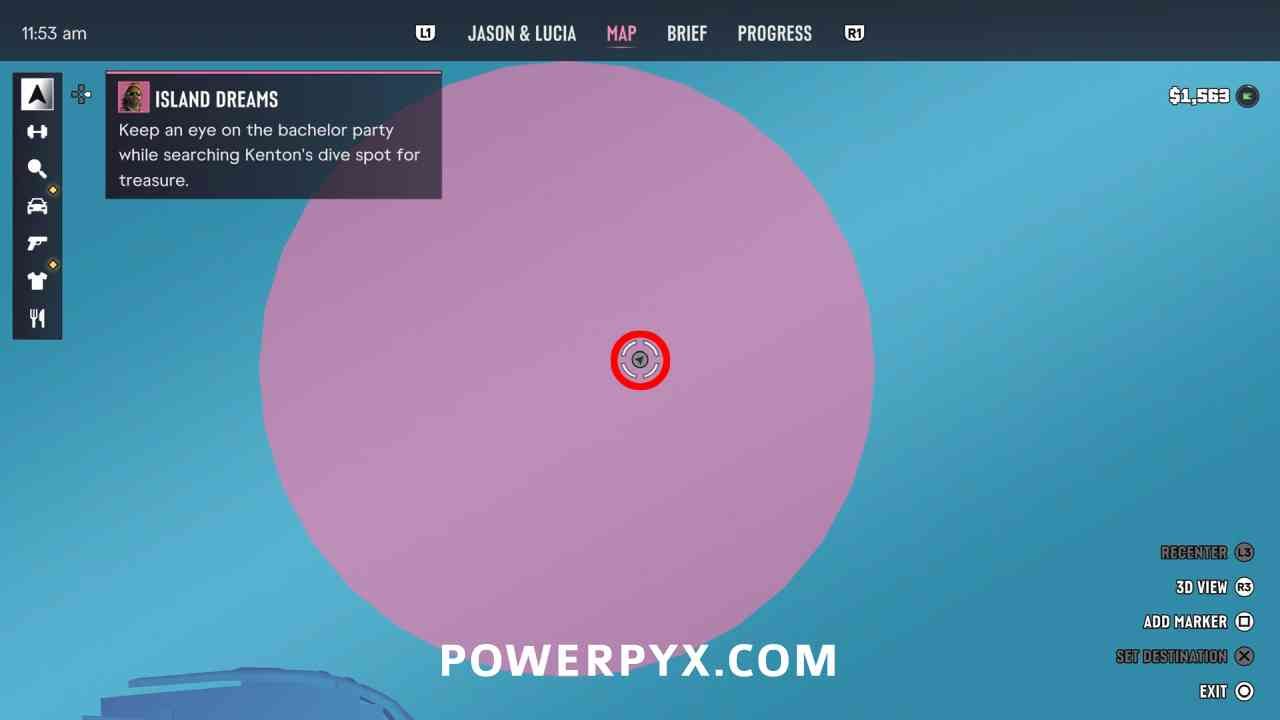 11:53 am
L1 JASON & LUCIA MAP BRIEF PROGRESS R1
ISLAND DREAMS
Keep an eye on the bachelor party
while searching Kenton's dive spot for
treasure.
$1,563
RECENTER L3
3D VIEW R3
ADD MARKER
SET DESTINATION
EXIT
POWERPYX.COM